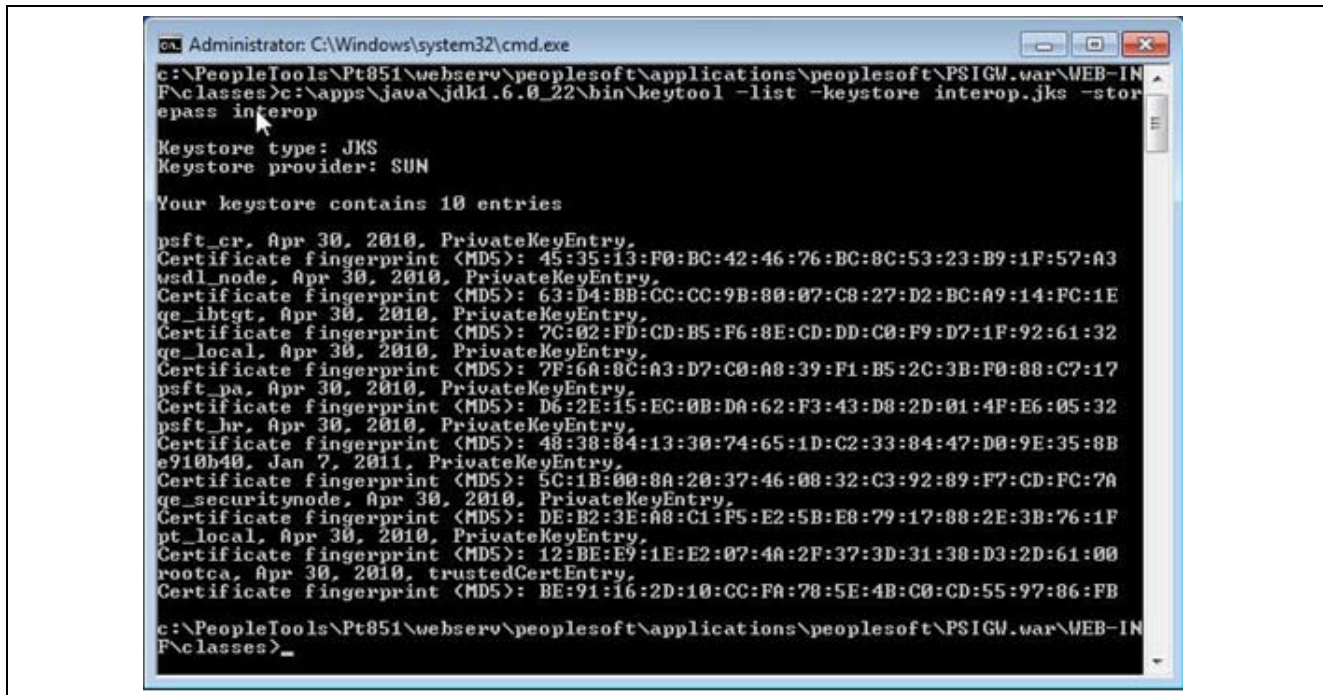 Administrator: C:\Windows\system32\cmd.exe
c:\PeopleTools\Pt851\webserv\peoplesoft\applications\peoplesoft\PSIGW.war\WEB-IN
F\classes>c:\apps\java\jdk1.6.0_22\bin\keytool -list -keystore interop.jks -stor
epass interop
Keystore type: JKS
Keystore provider: SUN
Your keystore contains 10 entries
psft_cr, Apr 30, 2010, PrivateKeyEntry,
Certificate fingerprint (MD5): 45:35:13:F0:BC:42:46:76:BC:8C:53:23:B9:1F:57:A3
wsdl_node, Apr 30, 2010, PrivateKeyEntry,
Certificate fingerprint (MD5): 63:D4:BB:CC:CC:9B:80:07:C8:27:D2:BC:A9:14:FC:1E
qe_ibtgt, Apr 30, 2010, PrivateKeyEntry,
Certificate fingerprint (MD5): 7C:02:FD:CD:B5:F6:8E:CD:DD:C0:F9:D7:1F:92:61:32
qe_local, Apr 30, 2010, PrivateKeyEntry,
Certificate fingerprint (MD5): 7F:6A:8C:A3:D7:C0:A8:39:F1:B5:2C:3B:F0:88:C7:17
psft_pa, Apr 30, 2010, PrivateKeyEntry,
Certificate fingerprint (MD5): D6:2E:15:EC:0B:DA:62:F3:43:D8:2D:01:4F:E6:05:32
psft_hr, Apr 30, 2010, PrivateKeyEntry,
Certificate fingerprint (MD5): 48:38:84:13:30:74:65:1D:C2:33:84:47:D0:9E:35:8B
e910b40, Jan 7, 2011, PrivateKeyEntry,
Certificate fingerprint (MD5): 5C:1B:00:8A:20:37:46:08:32:C3:92:89:F7:CD:FC:7A
qe_securitynode, Apr 30, 2010, PrivateKeyEntry,
Certificate fingerprint (MD5): DE:B2:3E:A8:C1:F5:E2:5B:E8:79:17:88:2E:3B:76:1F
pt_local, Apr 30, 2010, PrivateKeyEntry,
Certificate fingerprint (MD5): 12:BE:E9:1E:E2:07:4A:2F:37:3D:31:38:D3:2D:61:00
rootca, Apr 30, 2010, trustedCertEntry,
Certificate fingerprint (MD5): BE:91:16:2D:10:CC:FA:78:5E:4B:C0:CD:55:97:86:FB
c:\PeopleTools\Pt851\webserv\peoplesoft\applications\peoplesoft\PSIGW.war\WEB-IN
F\classes>_